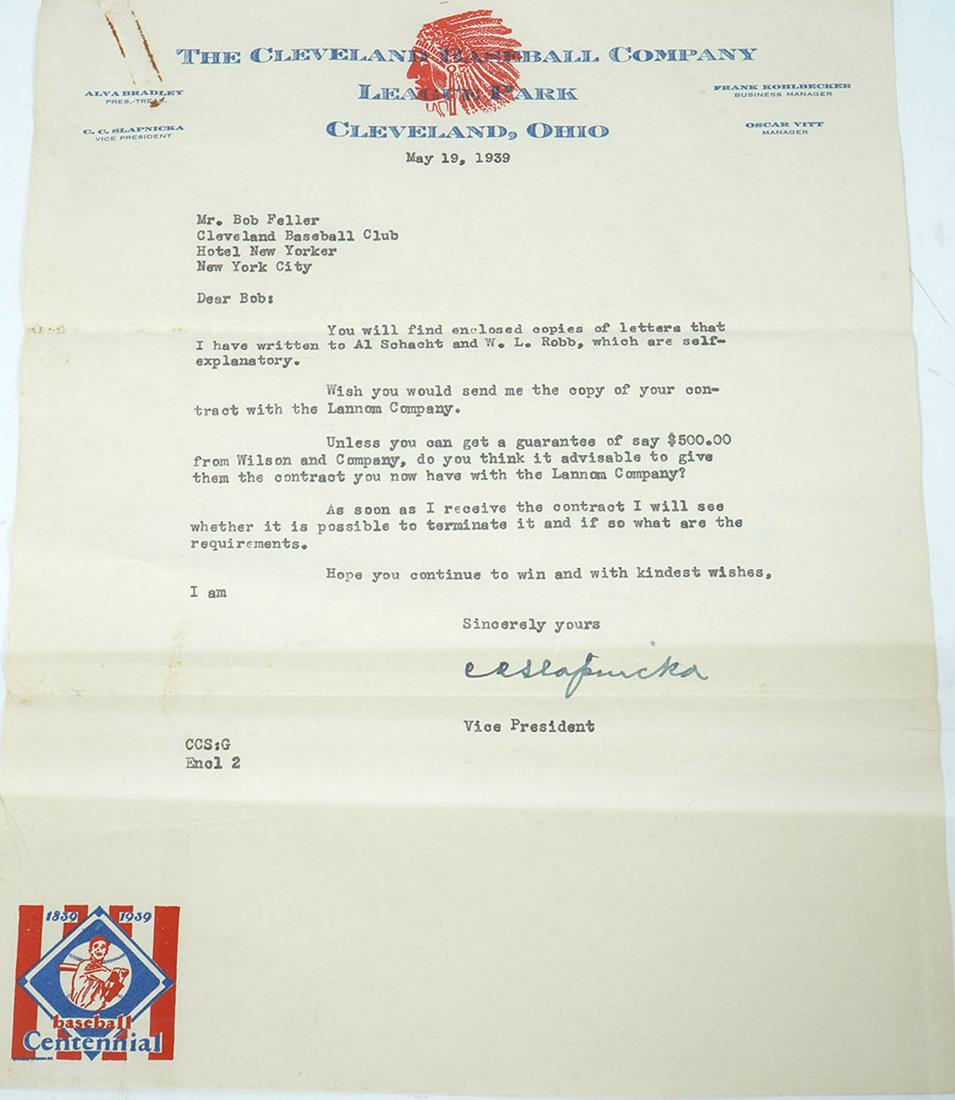 THE CLEVELAND BASEBALL COMPANY
LEAGUE PARK
CLEVELAND, OHIO
ALVA BRADLEY
PRES.-TREAS.
C. C. SLAPNICKA
VICE PRESIDENT
FRANK KOHLBECKER
BUSINESS MANAGER
OSCAR VITT
MANAGER
May 19, 1939
Mr. Bob Feller
Cleveland Baseball Club
Hotel New Yorker
New York City
Dear Bob:
You will find enclosed copies of letters that
I have written to Al Schacht and W. L. Robb, which are self-
explanatory.
Wish you would send me the copy of your con-
tract with the Lannom Company.
Unless you can get a guarantee of say $500.00
from Wilson and Company, do you think it advisable to give
them the contract you now have with the Lannom Company?
As soon as I receive the contract I will see
whether it is possible to terminate it and if so what are the
requirements.
Hope you continue to win and with kindest wishes,
I am
Sincerely yours
CCSlapnicka
Vice President
CCS:G
Encl 2
1839 1939
baseball
Centennial